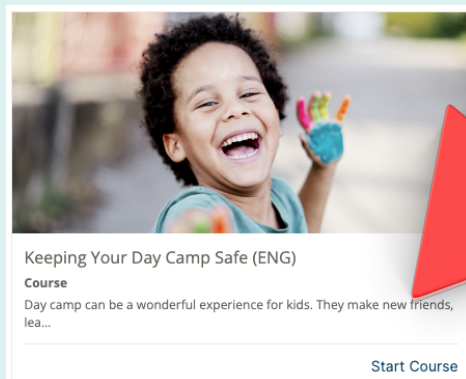 Keeping Your Day Camp Safe (ENG)
Course
Day camp can be a wonderful experience for kids. They make new friends,
lea...
Start Course